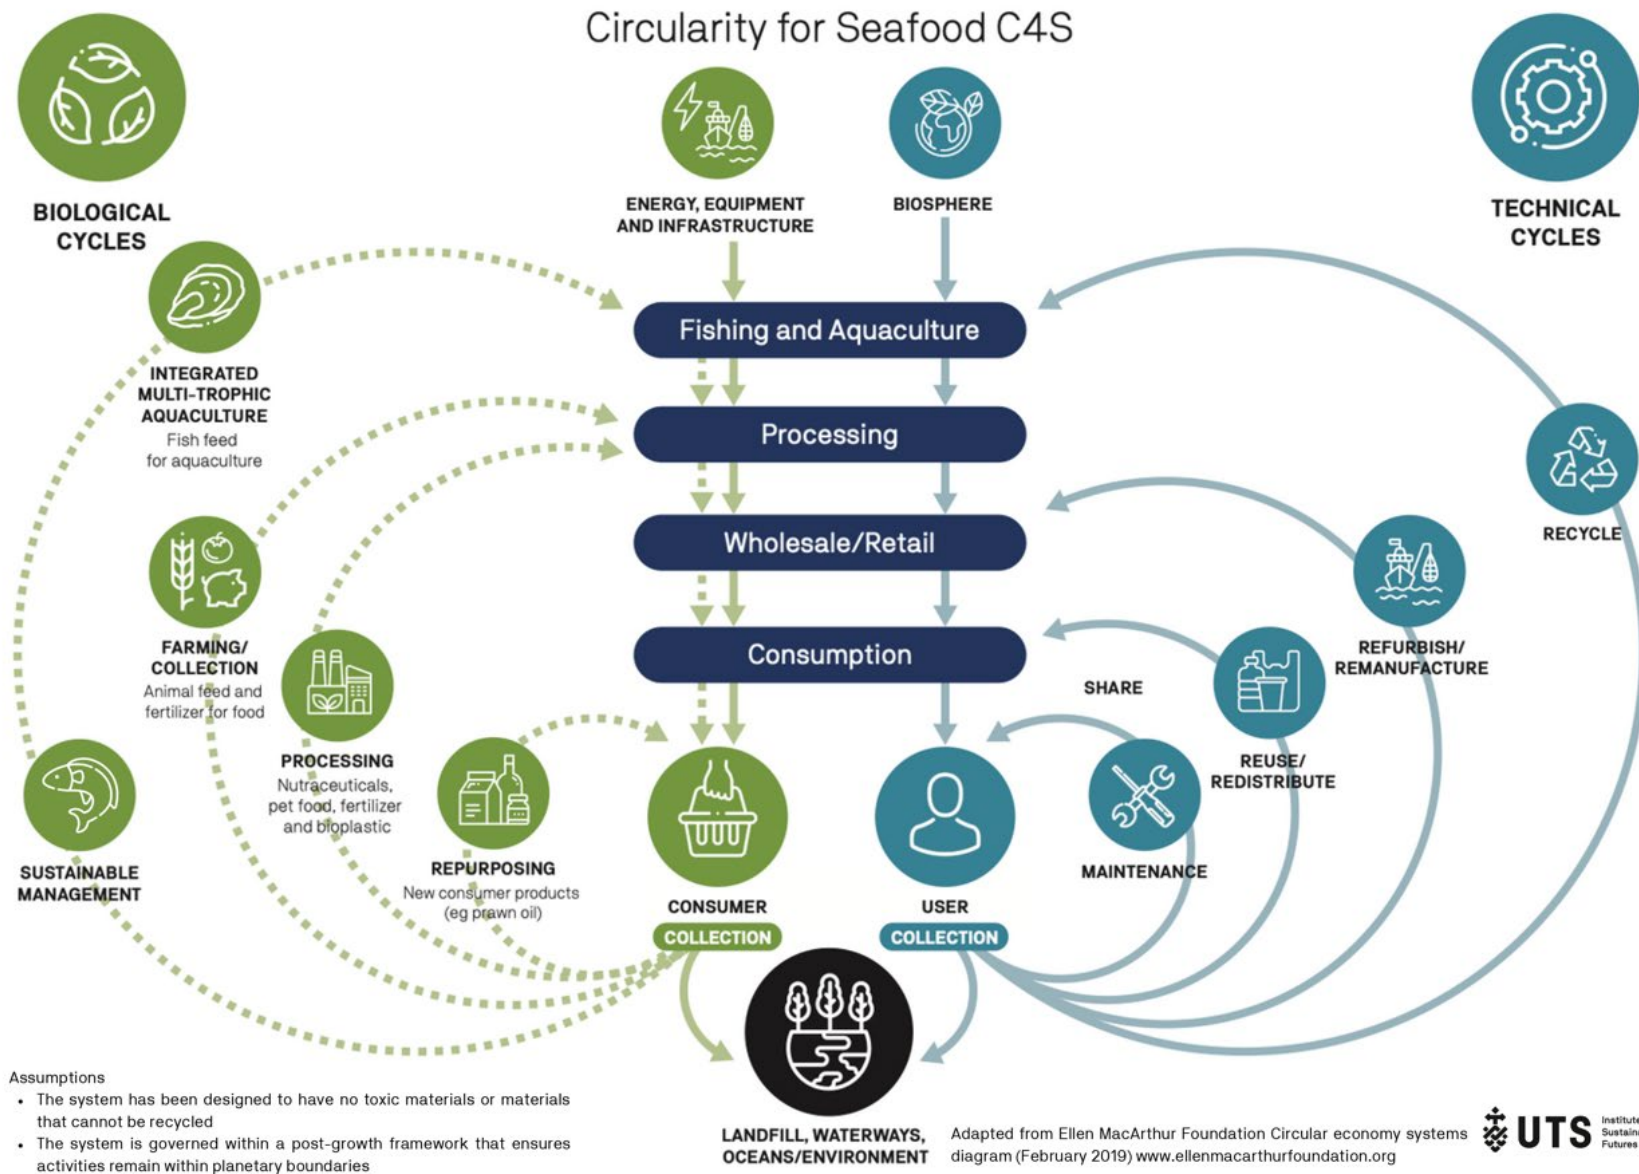 Circularity for Seafood C4S
BIOLOGICAL
CYCLES
ENERGY, EQUIPMENT
AND INFRASTRUCTURE
BIOSPHERE
TECHNICAL
CYCLES
Fishing and Aquaculture
Processing
Wholesale/Retail
Consumption
INTEGRATED
MULTI-TROPHIC
AQUACULTURE
Fish feed
for aquaculture
FARMING/
COLLECTION
Animal feed and
fertilizer for food
PROCESSING
Nutraceuticals,
pet food, fertilizer
and bioplastic
SUSTAINABLE
MANAGEMENT
REPURPOSING
New consumer products
(eg prawn oil)
CONSUMER
COLLECTION
USER
COLLECTION
RECYCLE
REFURBISH/
REMANUFACTURE
SHARE
REUSE/
REDISTRIBUTE
MAINTENANCE
LANDFILL, WATERWAYS,
OCEANS/ENVIRONMENT
Assumptions
• The system has been designed to have no toxic materials or materials
that cannot be recycled
• The system is governed within a post-growth framework that ensures
activities remain within planetary boundaries
Adapted from Ellen MacArthur Foundation Circular economy systems
diagram (February 2019) www.ellenmacarthurfoundation.org
UTS
Institute
Futures